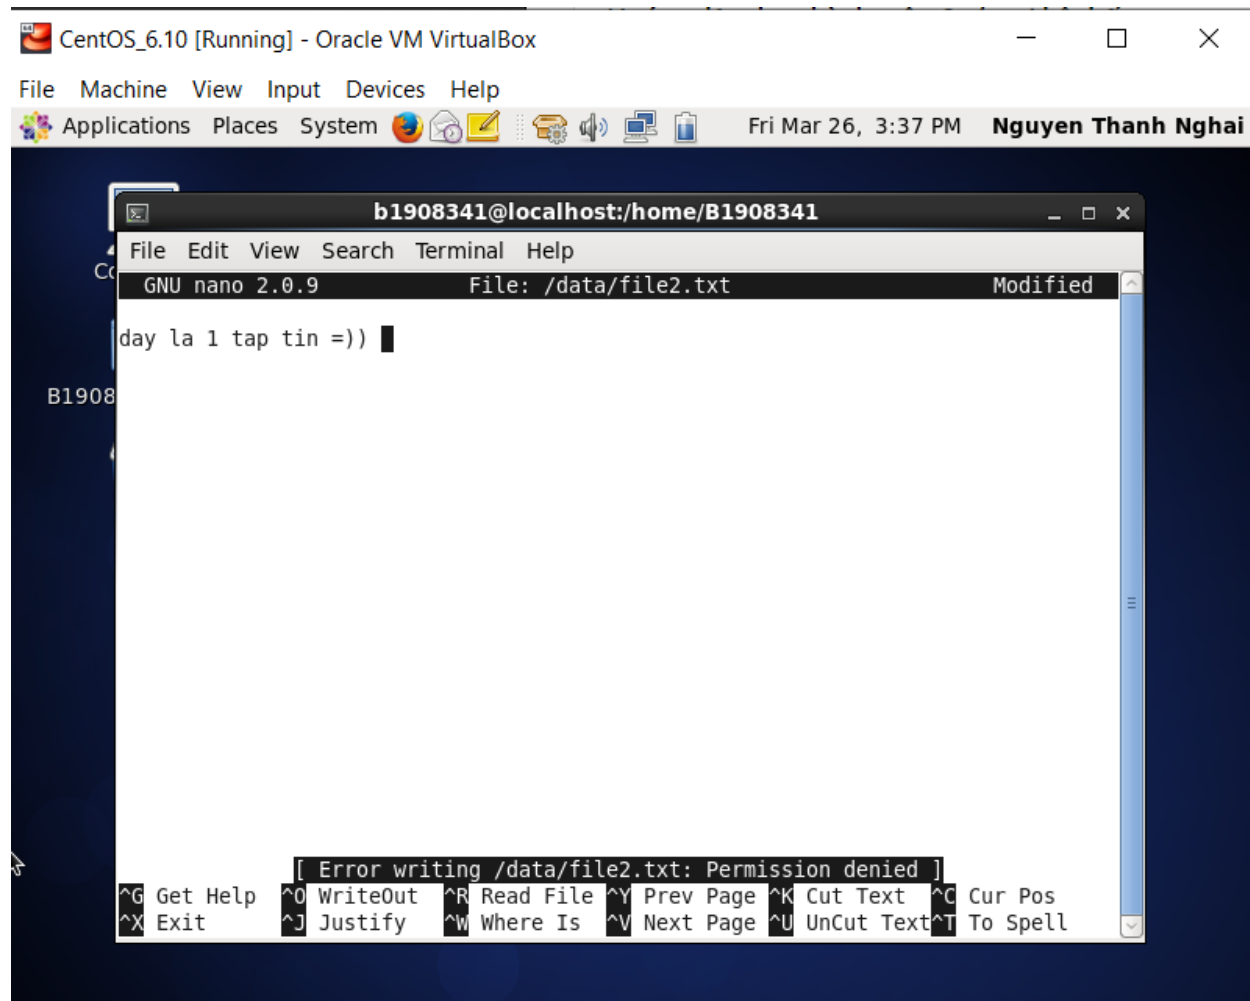 CentOS_6.10 [Running] - Oracle VM VirtualBox
File Machine View Input Devices Help
Applications Places System Fri Mar 26, 3:37 PM Nguyen Thanh Nghai
b1908341@localhost:/home/B1908341
File Edit View Search Terminal Help
GNU nano 2.0.9 File: /data/file2.txt Modified
day la 1 tap tin =))
B1908
[ Error writing /data/file2.txt: Permission denied ]
^G Get Help ^O WriteOut ^R Read File ^Y Prev Page ^K Cut Text ^C Cur Pos
^X Exit ^J Justify ^W Where Is ^V Next Page ^U UnCut Text ^T To Spell